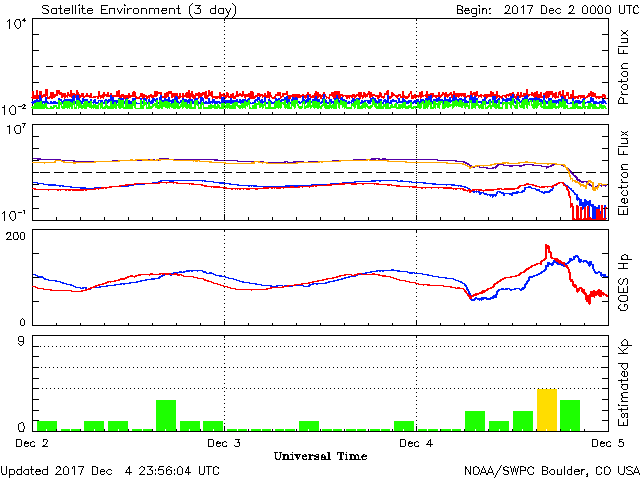 Satellite Environment (3 day) Begin: 2017 Dec 2 0000 UTC
10^4
10^-2
Proton Flux
10^7
10^-1
Electron Flux
200
0
GOES Hp
9
0
Estimated Kp
Dec 2 Dec 3 Dec 4 Dec 5
Universal Time
Updated 2017 Dec 4 23:56:04 UTC NOAA/SWPC Boulder, CO USA